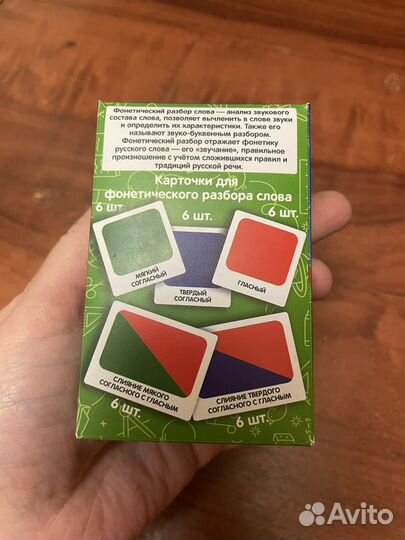 Фонетический разбор слова — анализ звукового
состава слова, позволяет вычленить в слове звуки
и определить их характеристики. Также его
называют звуко-буквенным разбором.
Фонетический разбор отражает фонетику
русского слова — его «звучание», правильное
произношение с учётом сложившихся правил и
традиций русской речи.
Карточки для
фонетического разбора слова
6 шт.
6 шт.
6 шт.
МЯГКИЙ
СОГЛАСНЫЙ
ТВЕРДЫЙ
СОГЛАСНЫЙ
ГЛАСНЫЙ
СЛИЯНИЕ МЯГКОГО
СОГЛАСНОГО С ГЛАСНЫМ
СЛИЯНИЕ ТВЕРДОГО
СОГЛАСНОГО С ГЛАСНЫМ
6 шт.
6 шт.
Avito